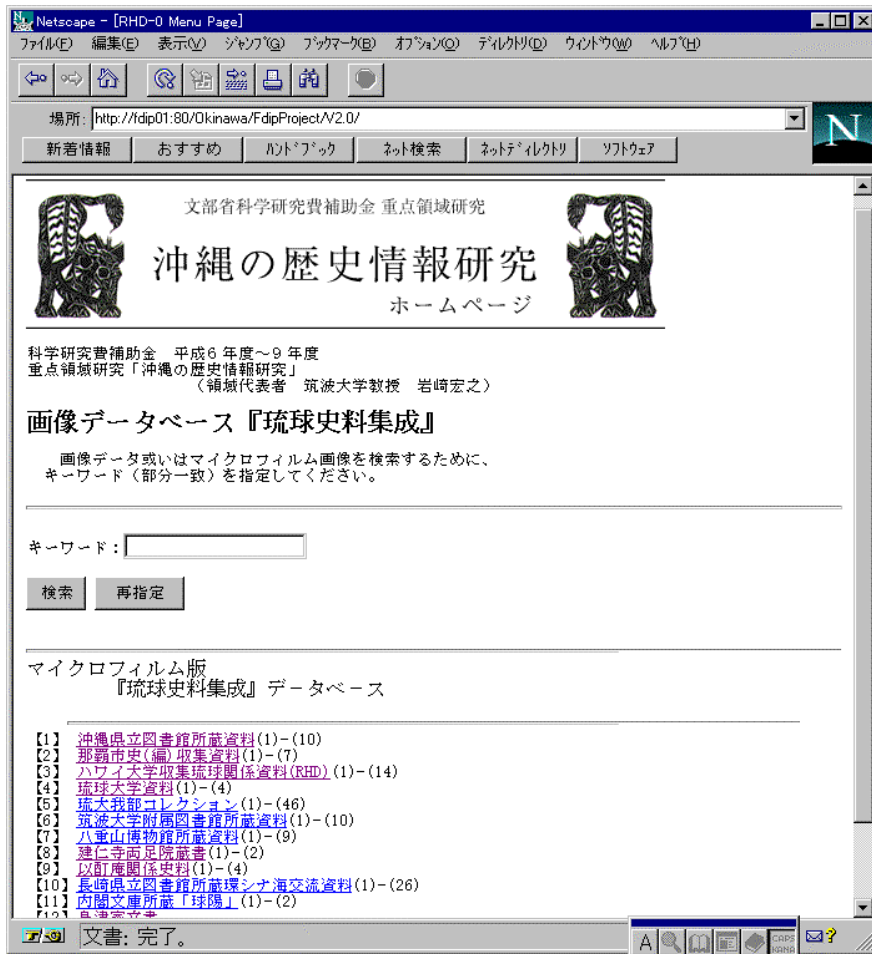 Netscape - [RHD-0 Menu Page]
ファイル(F) 編集(E) 表示(V) ジャンプ(G) ブックマーク(B) オプション(O) ディレクトリ(D) ウィンドウ(W) ヘルプ(H)
場所: http://fdip01:80/Okinawa/FdipProject/V2.0/
N
新着情報 おすすめ ハンドブック ネット検索 ネットディレクトリ ソフトウェア
文部省科学研究費補助金 重点領域研究
沖縄の歴史情報研究
ホームページ
科学研究費補助金 平成6年度~9年度
重点領域研究「沖縄の歴史情報研究」
(領域代表者 筑波大学教授 岩崎宏之)
画像データベース『琉球史料集成』
画像データ或いはマイクロフィルム画像を検索するために、
キーワード(部分一致)を指定してください。
キーワード:
検索 再指定
マイクロフィルム版
『琉球史料集成』データベース
【1】 沖縄県立図書館所蔵資料(1)-(10)
【2】 那覇市史(編)収集資料(1)-(7)
【3】 ハワイ大学収集琉球関係資料(RHD)(1)-(14)
【4】 琉球大学資料(1)-(4)
【5】 琉大我部コレクション(1)-(46)
【6】 筑波大学附属図書館所蔵資料(1)-(10)
【7】 八重山博物館所蔵資料(1)-(9)
【8】 建仁寺両足院蔵書(1)-(2)
【9】 以酊庵関係史料(1)-(4)
【10】長崎県立図書館所蔵環シナ海交流資料(1)-(26)
【11】内閣文庫所蔵「球陽」(1)-(2)
【12】島津家文書
文書: 完了。
A CAPS
KANA